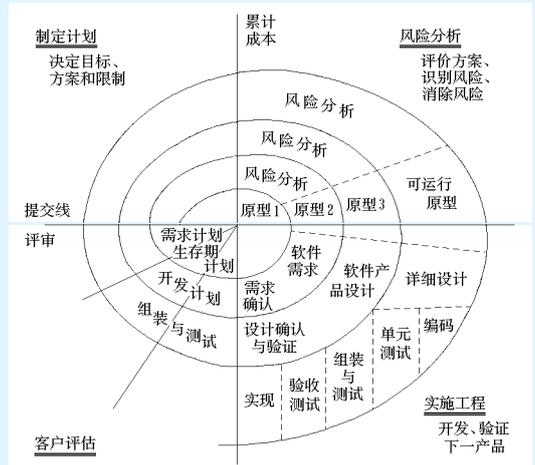 制定计划
决定目标、
方案和限制
累计
成本
风险分析
评价方案、
识别风险、
消除风险
风险分析
风险分析
风险分析
可运行
原型
原型1
原型2
原型3
提交线
评审
需求计划
生存期
计划
开发计划
组装与测试
软件
需求
需求
确认
软件产
品设计
详细设计
设计确认
与验证
实现
验收
测试
组装
与
测试
单元
测试
编码
客户评估
实施工程
开发、验证
下一产品